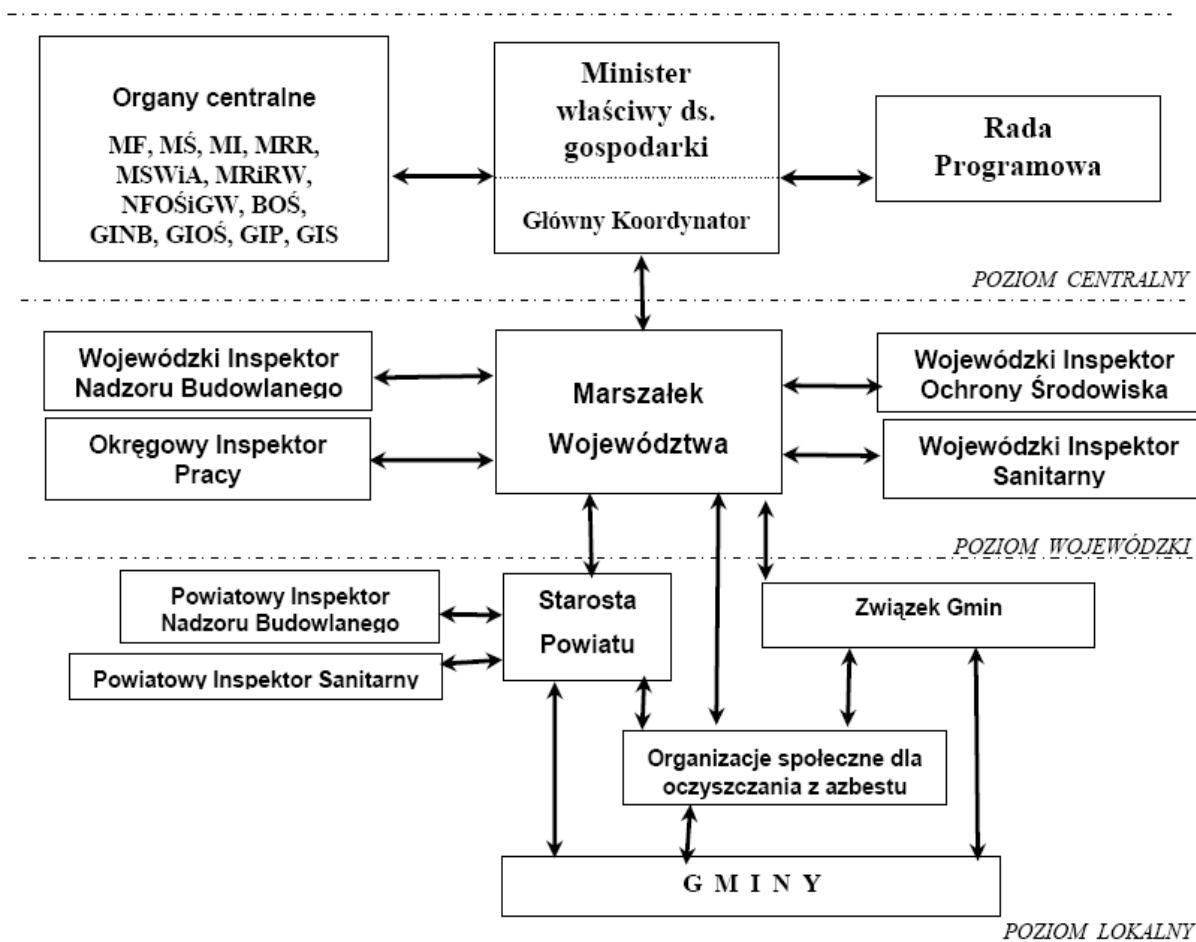 Organy centralne
MF, MŚ, MI, MRR,
MSWiA, MRiRW,
NFOŚiGW, BOŚ,
GINB, GIOŚ, GIP, GIS
Minister
właściwy ds.
gospodarki
Główny Koordynator
Rada
Programowa
POZIOM CENTRALNY
Wojewódzki Inspektor
Nadzoru Budowlanego
Okręgowy Inspektor
Pracy
Marszałek
Województwa
Wojewódzki Inspektor
Ochrony Środowiska
Wojewódzki Inspektor
Sanitarny
POZIOM WOJEWÓDZKI
Powiatowy Inspektor
Nadzoru Budowlanego
Powiatowy Inspektor Sanitarny
Starosta
Powiatu
Związek Gmin
Organizacje społeczne dla
oczyszczania z azbestu
G M I N Y
POZIOM LOKALNY